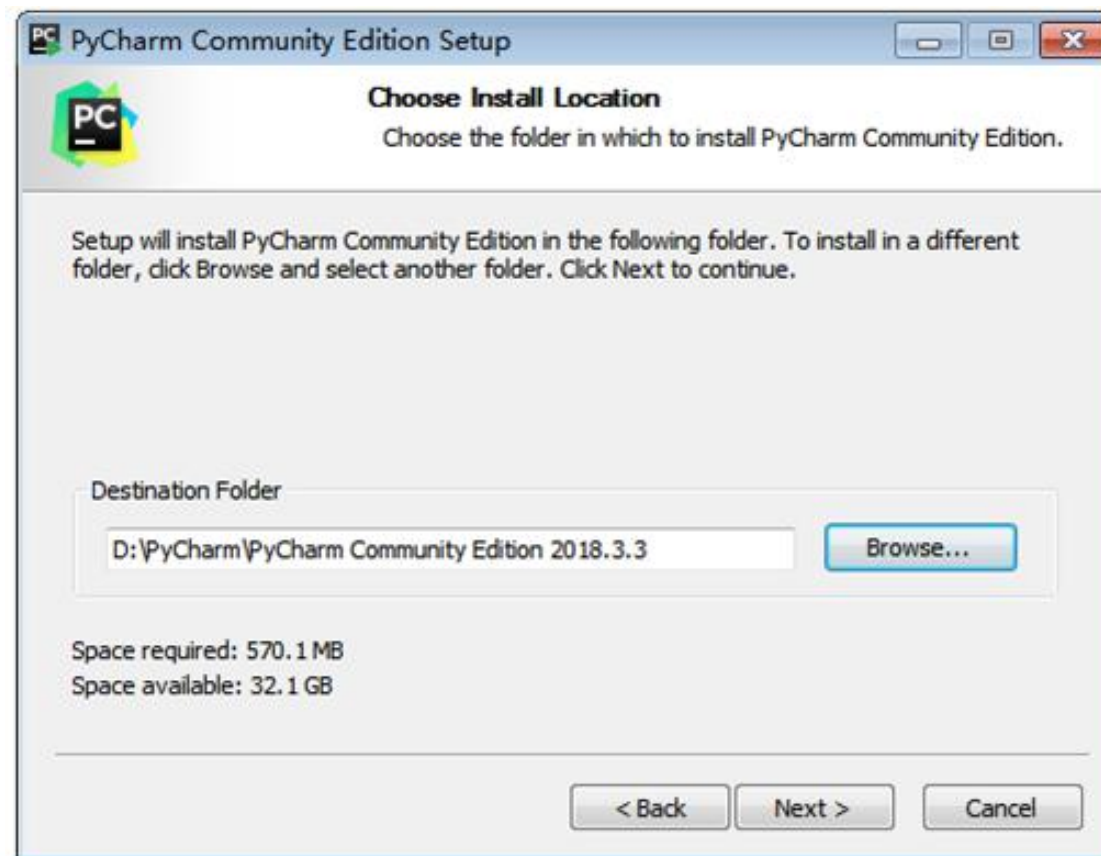 PC PyCharm Community Edition Setup
PC
Choose Install Location
Choose the folder in which to install PyCharm Community Edition.
Setup will install PyCharm Community Edition in the following folder. To install in a different
folder, click Browse and select another folder. Click Next to continue.
Destination Folder
D:\PyCharm\PyCharm Community Edition 2018.3.3
Browse...
Space required: 570.1 MB
Space available: 32.1 GB
< Back
Next >
Cancel